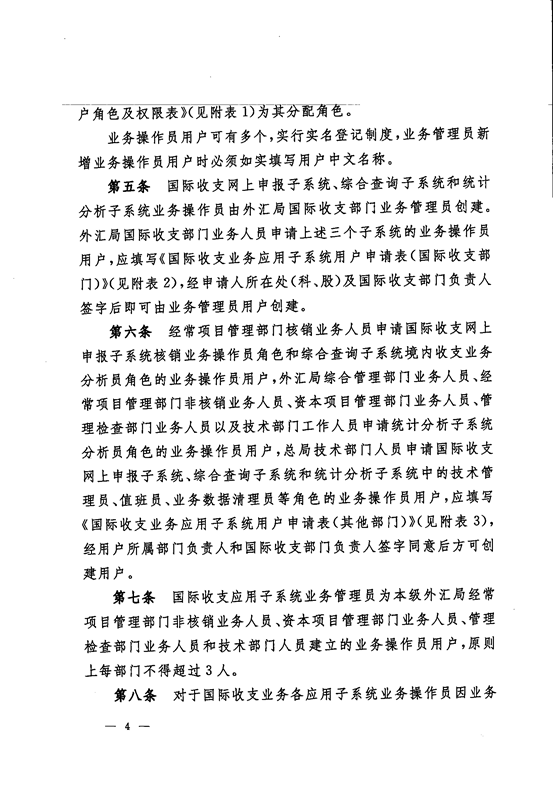 户角色及权限表》(见附表1)为其分配角色。
业务操作员用户可有多个,实行实名登记制度,业务管理员新
增业务操作员用户时必须如实填写用户中文名称。
第五条 国际收支网上申报子系统、综合查询子系统和统计
分析子系统业务操作员由外汇局国际收支部门业务管理员创建。
外汇局国际收支部门业务人员申请上述三个子系统的业务操作员
用户,应填写《国际收支业务应用子系统用户申请表(国际收支部
门)》(见附表2),经申请人所在处(科、股)及国际收支部门负责人
签字后即可由业务管理员用户创建。
第六条 经常项目管理部门核销业务人员申请国际收支网上
申报子系统核销业务操作员角色和综合查询子系统境内收支业务
分析员角色的业务操作员用户,外汇局综合管理部门业务人员、经
常项目管理部门非核销业务人员、资本项目管理部门业务人员、管
理检查部门业务人员以及技术部门工作人员申请统计分析子系统
分析员角色的业务操作员用户,总局技术部门人员申请国际收支
网上申报子系统、综合查询子系统和统计分析子系统中的技术管
理员、值班员、业务数据清理员等角色的业务操作员用户,应填写
《国际收支业务应用子系统用户申请表(其他部门)》(见附表3),
经用户所属部门负责人和国际收支部门负责人签字同意后方可创
建用户。
第七条 国际收支应用子系统业务管理员为本级外汇局经常
项目管理部门非核销业务人员、资本项目管理部门业务人员、管理
检查部门业务人员和技术部门人员建立的业务操作员用户,原则
上每部门不得超过3人。
第八条 对于国际收支业务各应用子系统业务操作员因业务
— 4 —